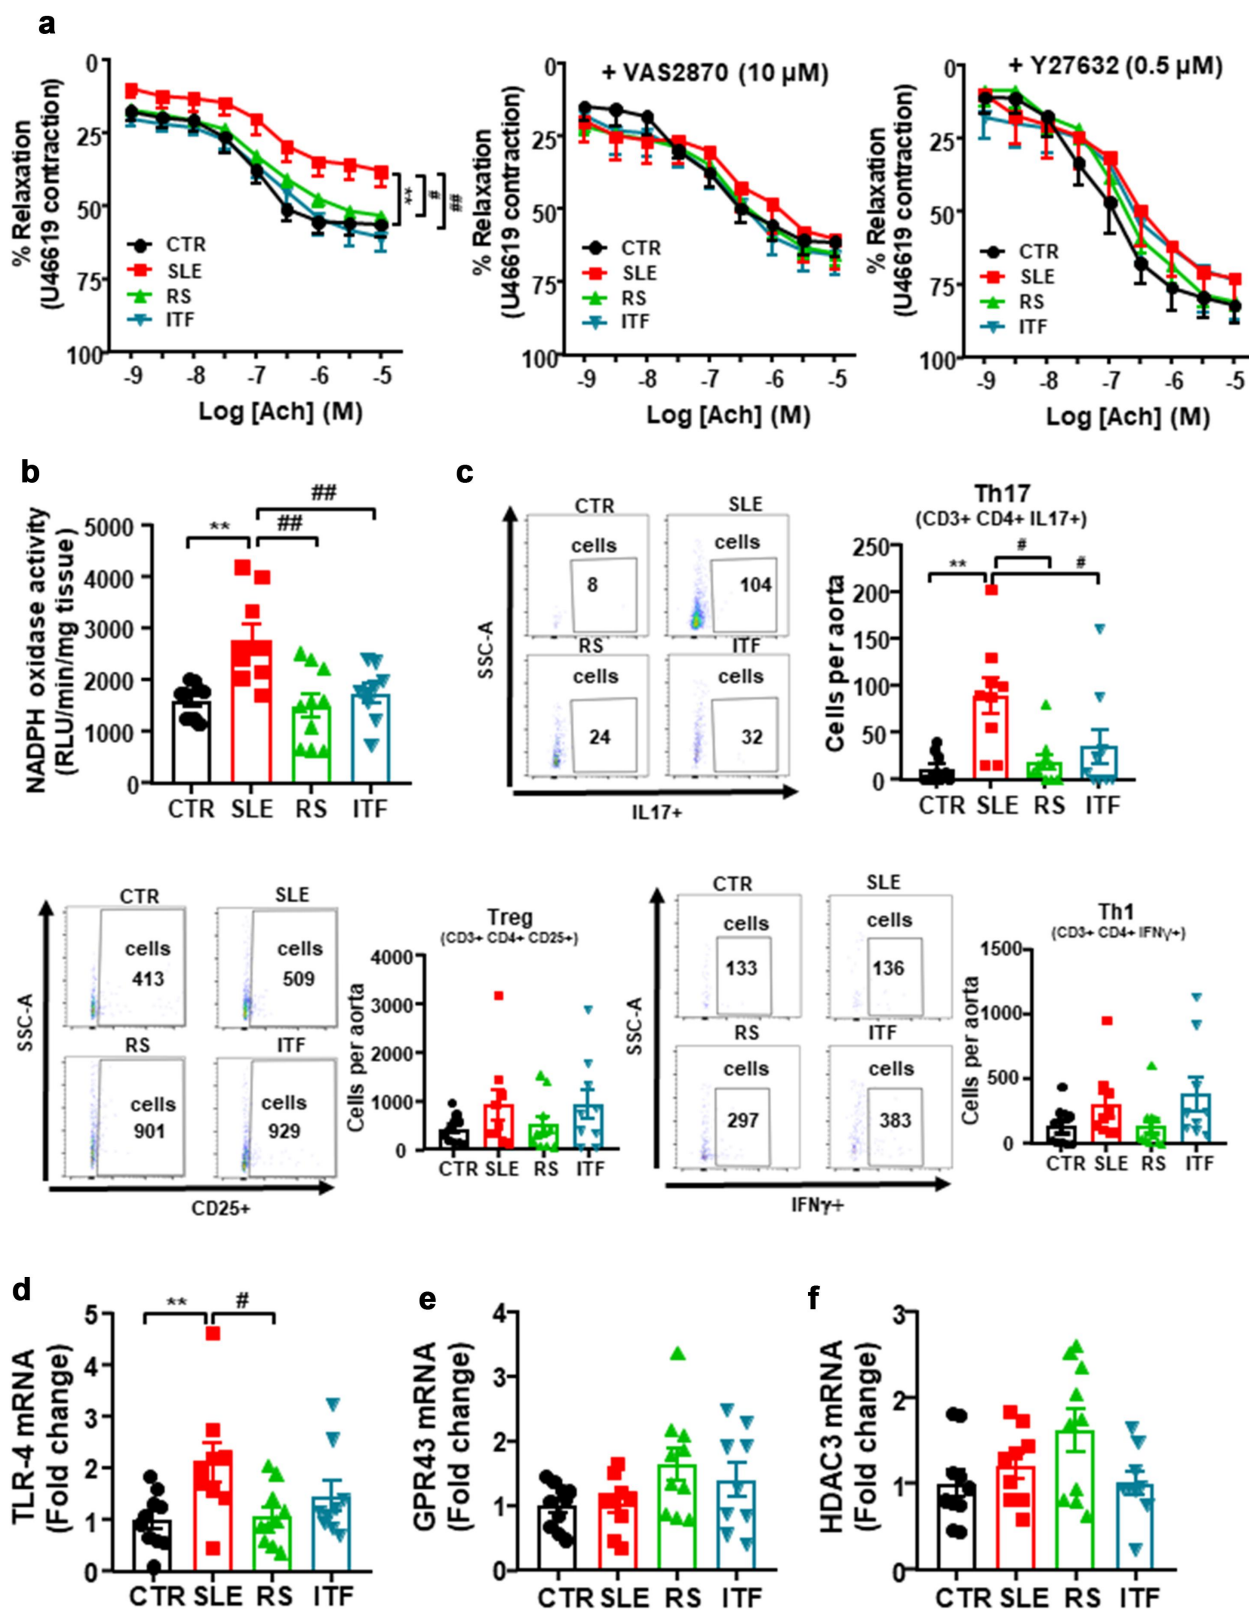 a
0
25
50
75
100
% Relaxation
(U46619 contraction)
CTR
SLE
RS
ITF
**
#
##
-9 -8 -7 -6 -5
Log [Ach] (M)
+ VAS2870 (10 µM)
0
25
50
75
100
% Relaxation
(U46619 contraction)
CTR
SLE
RS
ITF
-9 -8 -7 -6 -5
Log [Ach] (M)
+ Y27632 (0.5 µM)
0
25
50
75
100
% Relaxation
(U46619 contraction)
CTR
SLE
RS
ITF
-9 -8 -7 -6 -5
Log [Ach] (M)
b
NADPH oxidase activity
(RLU/min/mg tissue)
5000
4000
3000
2000
1000
0
**
##
##
CTR SLE RS ITF
c
CTR SLE
cells cells
8 104
RS ITF
cells cells
24 32
SSC-A
IL17+
Th17
(CD3+ CD4+ IL17+)
Cells per aorta
250
200
150
100
50
0
**
#
#
CTR SLE RS ITF
CTR SLE
cells cells
413 509
RS ITF
cells cells
901 929
SSC-A
CD25+
Treg
(CD3+ CD4+ CD25+)
Cells per aorta
4000
3000
2000
1000
0
CTR SLE RS ITF
CTR SLE
cells cells
133 136
RS ITF
cells cells
297 383
SSC-A
IFNγ+
Th1
(CD3+ CD4+ IFNγ+)
Cells per aorta
1500
1000
500
0
CTR SLE RS ITF
d
TLR-4 mRNA
(Fold change)
5
4
3
2
1
0
**
#
CTR SLE RS ITF
e
GPR43 mRNA
(Fold change)
4
3
2
1
0
CTR SLE RS ITF
f
HDAC3 mRNA
(Fold change)
3
2
1
0
CTR SLE RS ITF